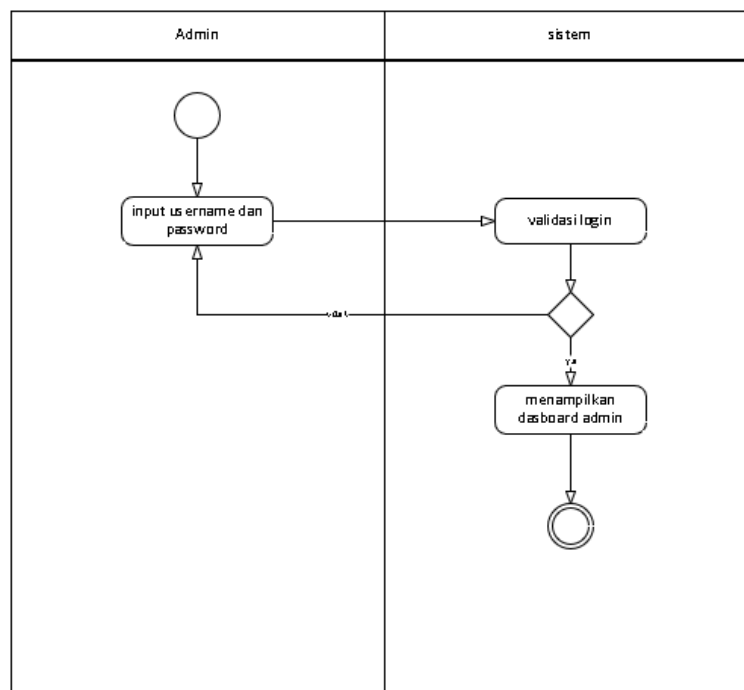 Admin
sistem
input username dan
password
validasi login
ya
menampilkan
dasboard admin